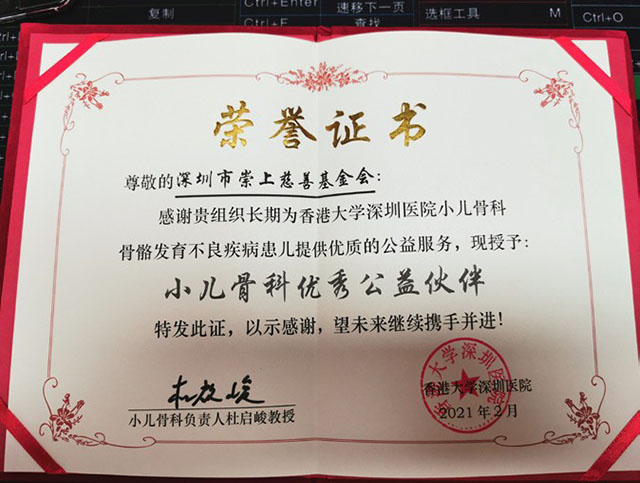 Ctrl+Enter
复制
Ctrl+F
速移下一页
查找
选框工具
M
Ctrl+O
荣誉证书
尊敬的深圳市崇上慈善基金会：
感谢贵组织长期为香港大学深圳医院小儿骨科
骨骼发育不良疾病患儿提供优质的公益服务，现授予：
小儿骨科优秀公益伙伴
特发此证，以示感谢，望未来继续携手并进！
香港大学深圳医院
小儿骨科负责人杜启峻教授
2021年2月